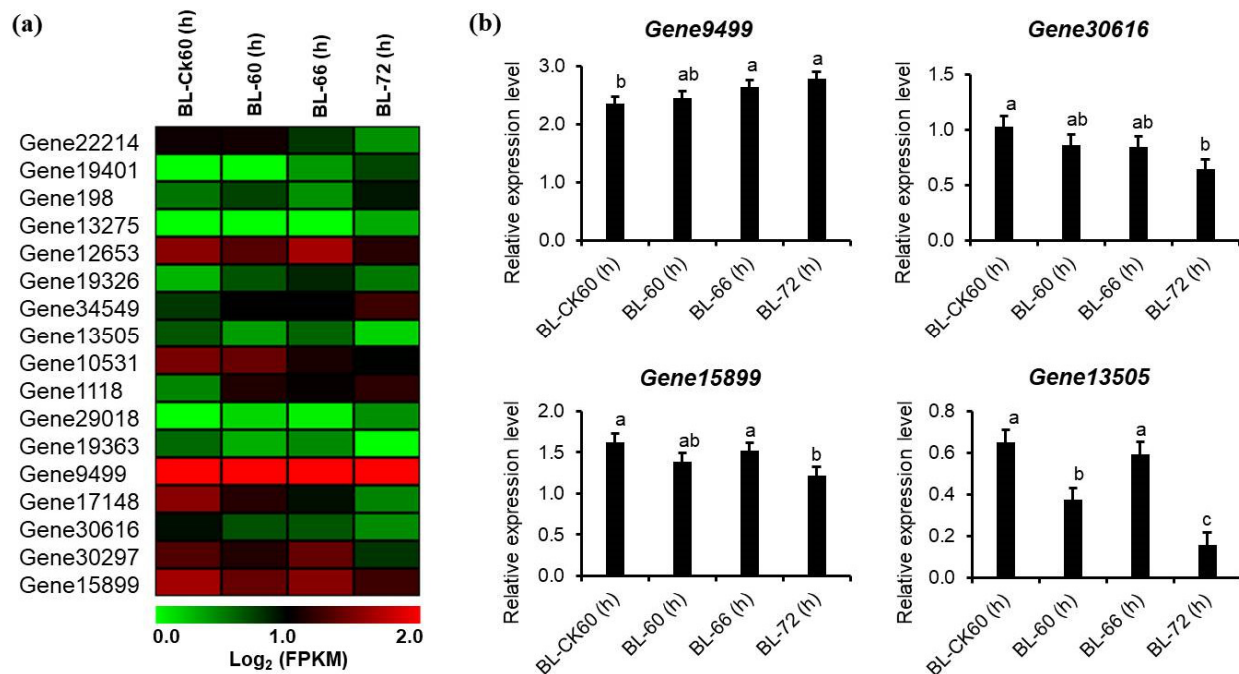 (a)
BL-Ck60 (h)
BL-60 (h)
BL-66 (h)
BL-72 (h)
Gene22214
Gene19401
Gene198
Gene13275
Gene12653
Gene19326
Gene34549
Gene13505
Gene10531
Gene1118
Gene29018
Gene19363
Gene9499
Gene17148
Gene30616
Gene30297
Gene15899
0.0 1.0 2.0
Log2 (FPKM)
(b)
Gene9499
Relative expression level
3.0
2.0
1.0
0.0
b ab a a
BL-CK60 (h)
BL-60 (h)
BL-66 (h)
BL-72 (h)
Gene30616
Relative expression level
1.5
1.0
0.5
0.0
a ab ab b
BL-CK60 (h)
BL-60 (h)
BL-66 (h)
BL-72 (h)
Gene15899
Relative expression level
2.0
1.5
1.0
0.5
0.0
a ab a b
BL-CK60 (h)
BL-60 (h)
BL-66 (h)
BL-72 (h)
Gene13505
Relative expression level
0.8
0.6
0.4
0.2
0.0
a b a c
BL-CK60 (h)
BL-60 (h)
BL-66 (h)
BL-72 (h)